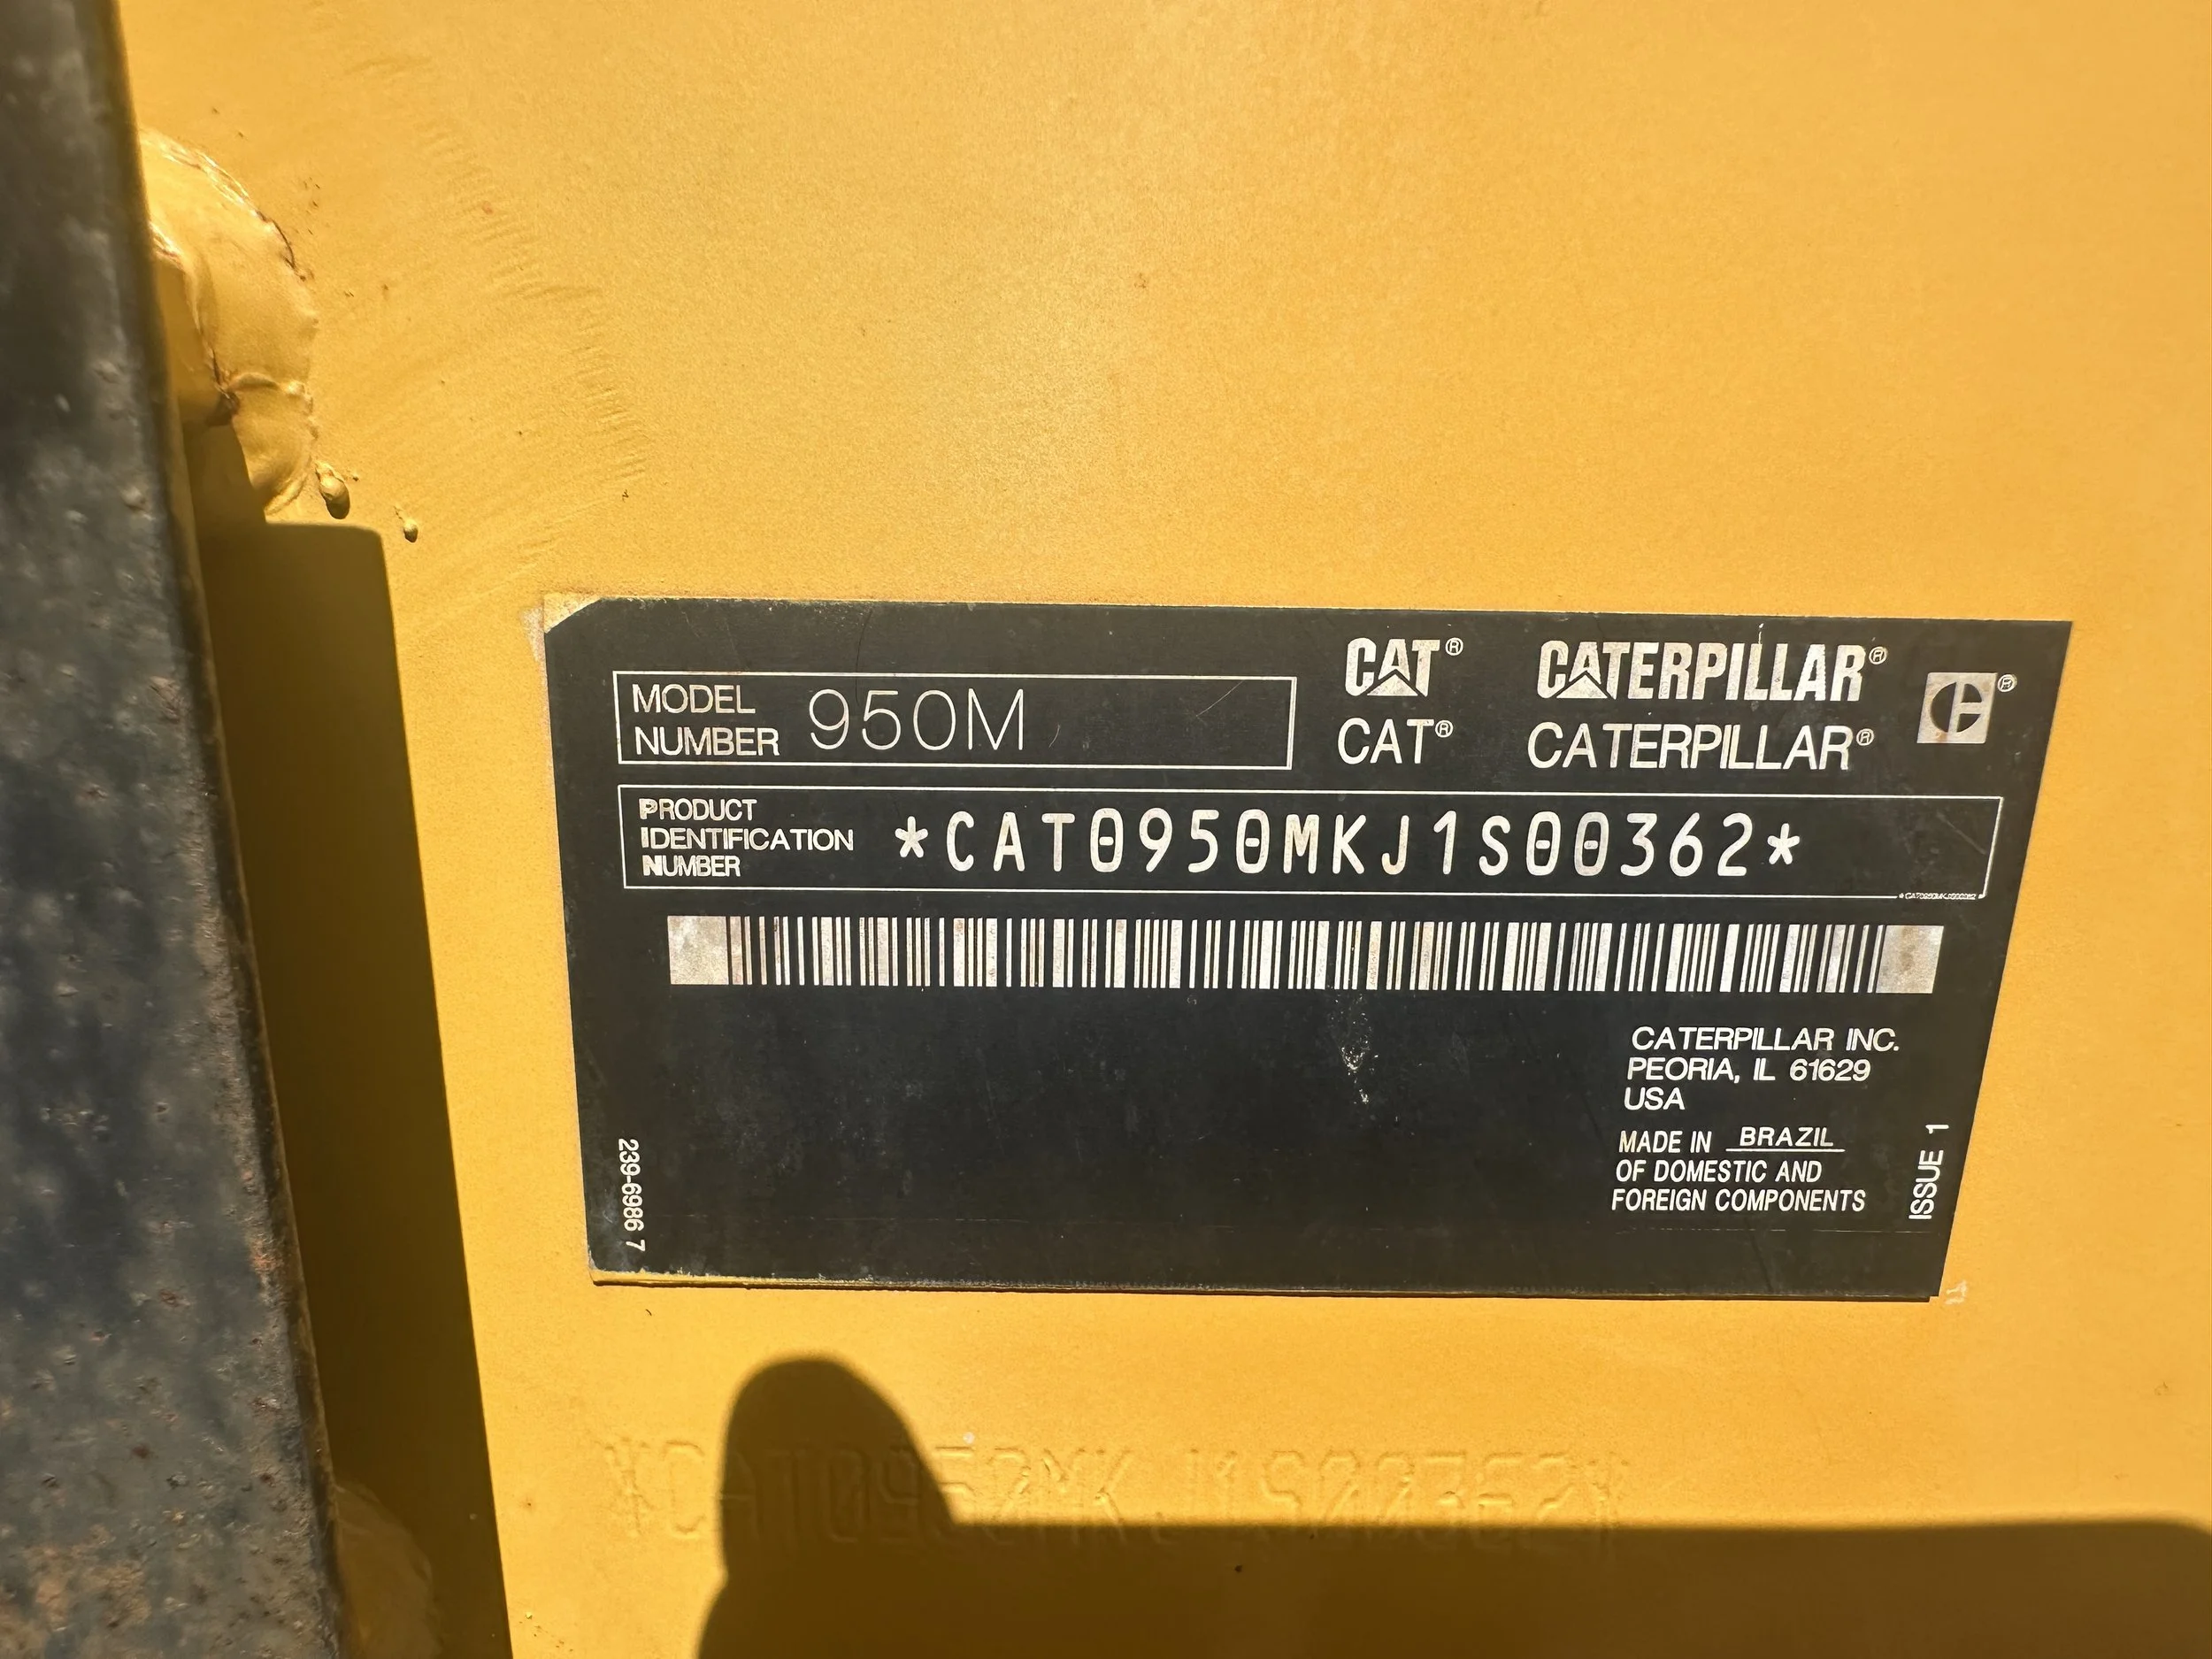 CAT® CATERPILLAR® ®
MODEL NUMBER 950M
CAT® CATERPILLAR®
PRODUCT
IDENTIFICATION
NUMBER
*CAT0950MKJ1S00362*
CATERPILLAR INC.
PEORIA, IL 61629
USA
MADE IN BRAZIL
OF DOMESTIC AND
FOREIGN COMPONENTS
ISSUE 1
239-6986 7
*CAT0950MKJ1S00362*